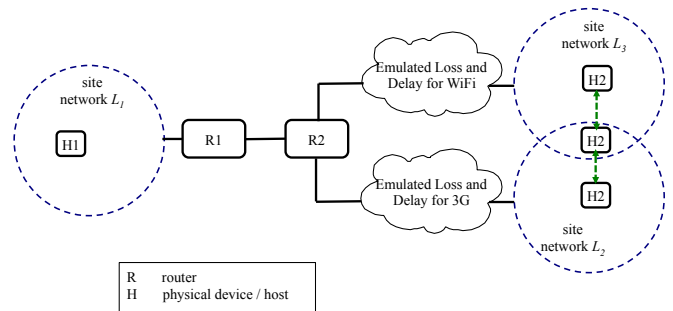 site
network L1
H1
R1
R2
Emulated Loss and
Delay for WiFi
Emulated Loss and
Delay for 3G
site
network L3
H2
H2
H2
site
network L2
R router
H physical device / host